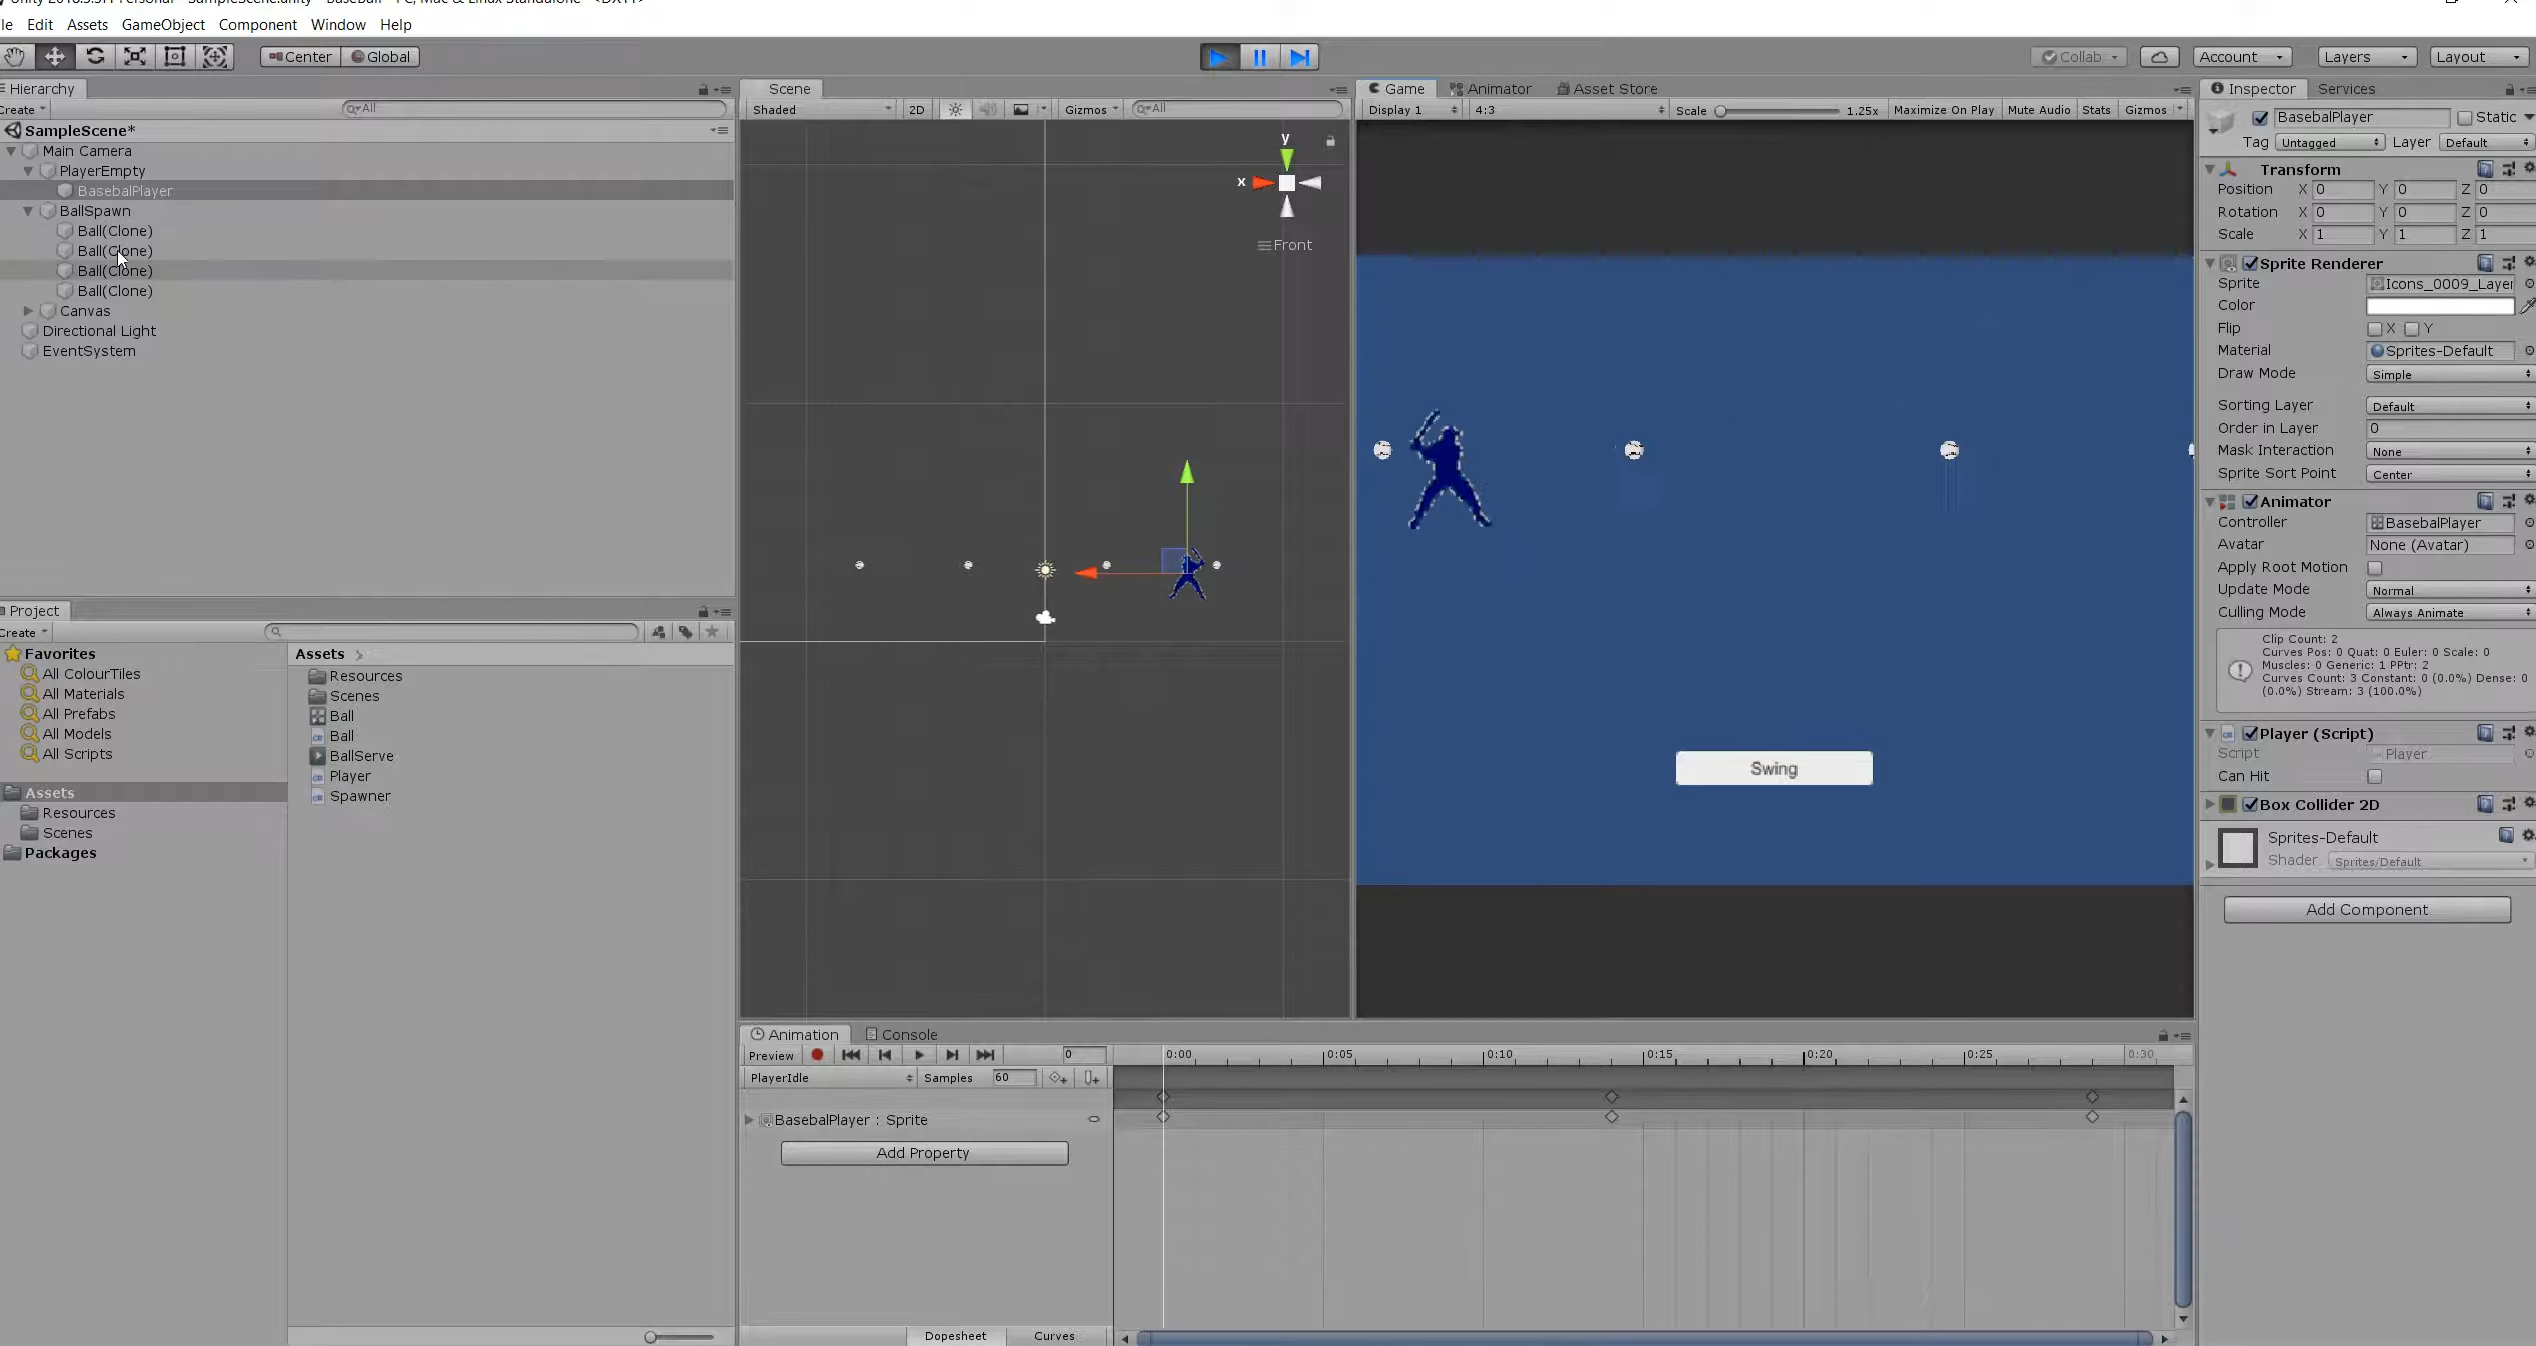 Edit Assets GameObject Component Window Help
Center Global
Collab Account Layers Layout
Hierarchy
Create All
SampleScene*
Main Camera
PlayerEmpty
BasebalPlayer
BallSpawn
Ball(Clone)
Ball(Clone)
Ball(Clone)
Ball(Clone)
Canvas
Directional Light
EventSystem
Scene
Shaded 2D Gizmos All
y
x
Front
Game Animator Asset Store
Display 1 4:3 Scale 1.25x Maximize On Play Mute Audio Stats Gizmos
Swing
Inspector Services
BasebalPlayer Static
Tag Untagged Layer Default
Transform
Position X 0 Y 0 Z 0
Rotation X 0 Y 0 Z 0
Scale X 1 Y 1 Z 1
Sprite Renderer
Sprite Icons_0009_Layer
Color
Flip X Y
Material Sprites-Default
Draw Mode Simple
Sorting Layer Default
Order in Layer 0
Mask Interaction None
Sprite Sort Point Center
Animator
Controller BasebalPlayer
Avatar None (Avatar)
Apply Root Motion
Update Mode Normal
Culling Mode Always Animate
Clip Count: 2
Curves Pos: 0 Quat: 0 Euler: 0 Scale: 0
Muscles: 0 Generic: 1 PPtr: 2
Curves Count: 3 Constant: 0 (0.0%) Dense: 0
(0.0%) Stream: 3 (100.0%)
Player (Script)
Script Player
Can Hit
Box Collider 2D
Sprites-Default
Shader Sprites/Default
Add Component
Project
Create
Favorites
All ColourTiles
All Materials
All Prefabs
All Models
All Scripts
Assets
Resources
Scenes
Packages
Assets
Resources
Scenes
Ball
Ball
BallServe
Player
Spawner
Animation Console
Preview 0 0:00 0:05 0:10 0:15 0:20 0:25 0:30
PlayerIdle Samples 60
BasebalPlayer : Sprite
Add Property
Dopesheet Curves